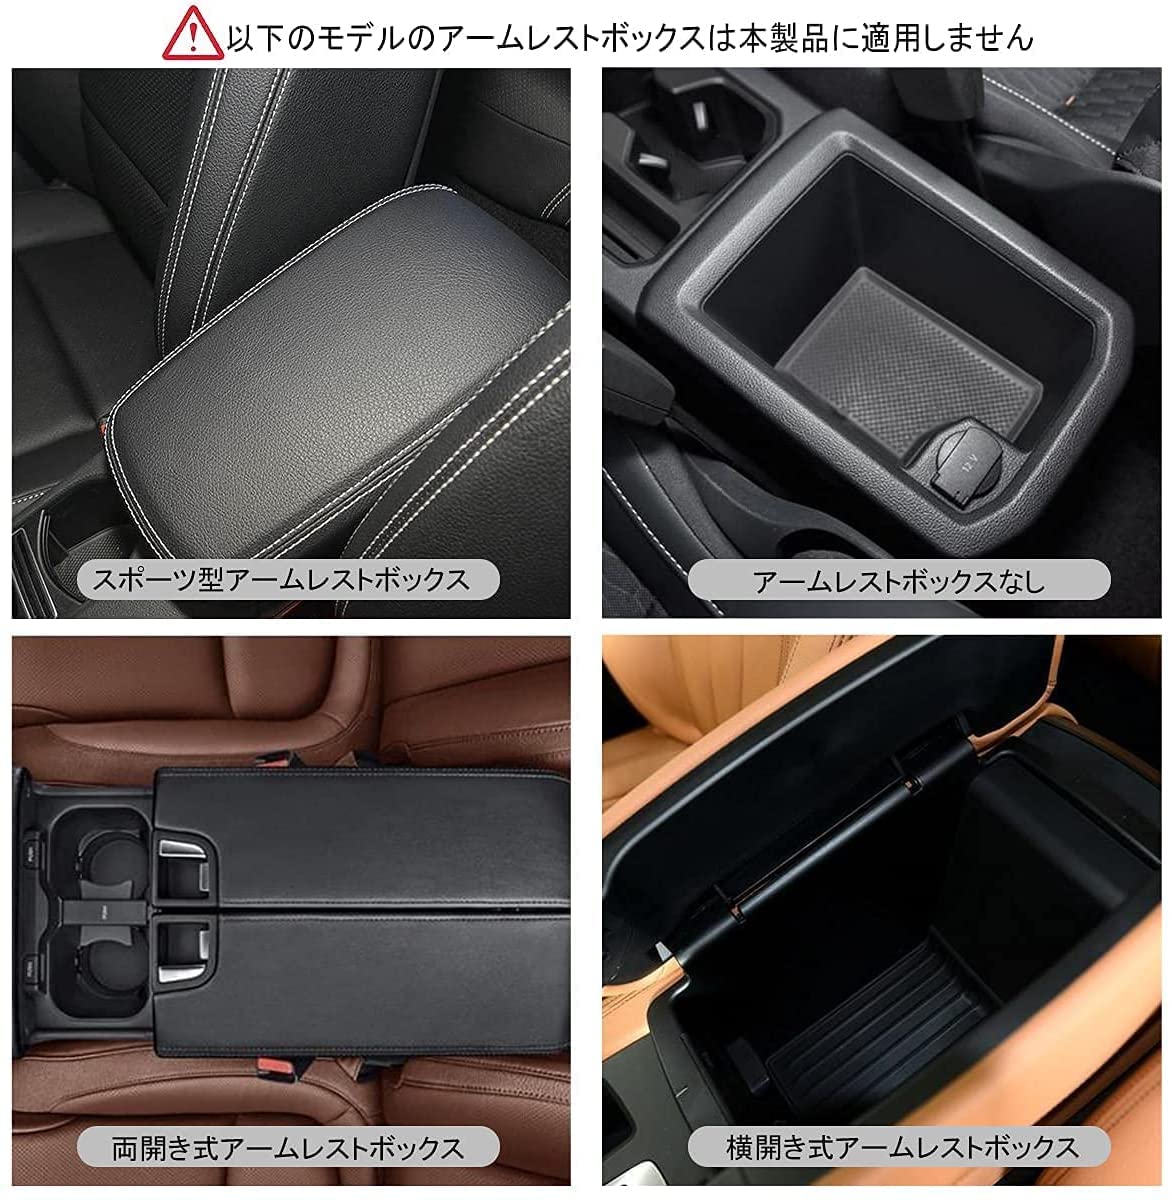 以下のモデルのアームレストボックスは本製品に適用しません
スポーツ型アームレストボックス
12V
アームレストボックスなし
PUSH
PUSH
両開き式アームレストボックス
横開き式アームレストボックス